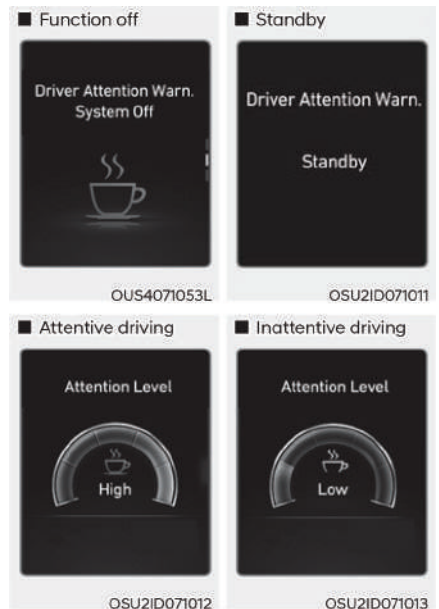 ■ Function off
Driver Attention Warn.
System Off
OUS4071053L
■ Standby
Driver Attention Warn.
Standby
OSU2ID071011
■ Attentive driving
Attention Level
High
OSU2ID071012
■ Inattentive driving
Attention Level
Low
OSU2ID071013